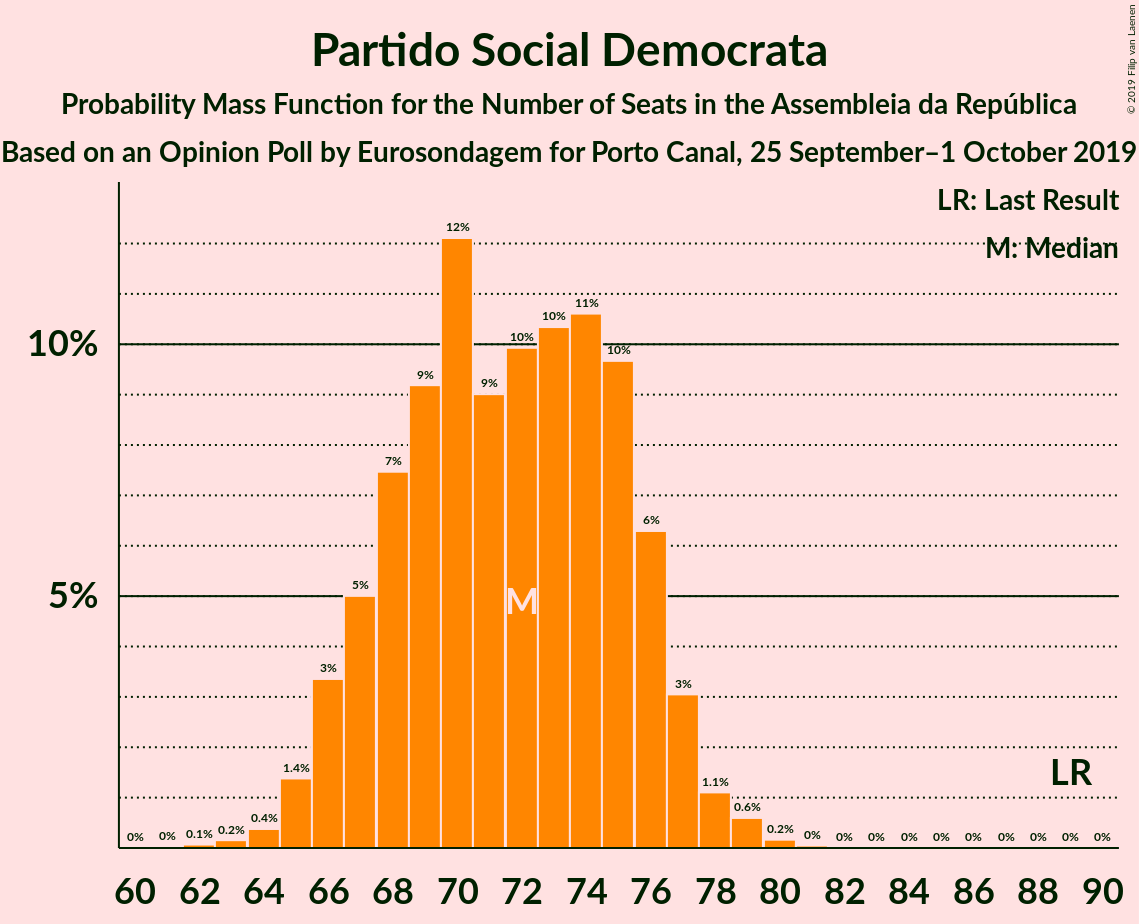 Partido Social Democrata
Probability Mass Function for the Number of Seats in the Assembleia da República
Based on an Opinion Poll by Eurosondagem for Porto Canal, 25 September–1 October 2019
© 2019 Filip van Laenen
LR: Last Result
M: Median
10%
5%
0% 0% 0.1% 0.2% 0.4% 1.4% 3% 5% 7% 9% 12% 9% 10% 10% 11% 10% 6% 3% 1.1% 0.6% 0.2% 0% 0% 0% 0% 0% 0% 0% 0% 0% 0%
M
LR
60 62 64 66 68 70 72 74 76 78 80 82 84 86 88 90